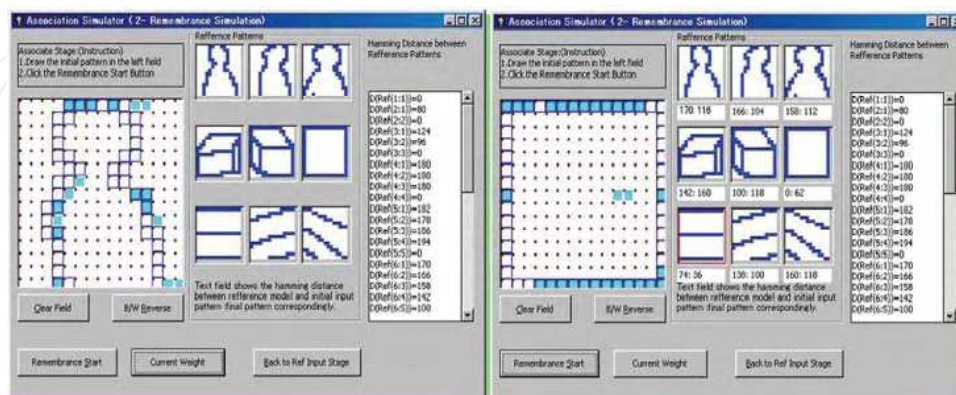 Association Simulator ( 2- Remembrance Simulation)
Associate Stage:(Instruction)
1.Draw the initial pattern in the left field
2.Click the Remembrance Start Button
Refference Patterns
Hamming Distance between
Refference Patterns
D(Ref(1:1))=0
D(Ref(2:1))=80
D(Ref(2:2))=0
D(Ref(3:1))=124
D(Ref(3:2))=96
D(Ref(3:3))=0
D(Ref(4:1))=180
D(Ref(4:2))=180
D(Ref(4:3))=180
D(Ref(4:4))=0
D(Ref(5:1))=182
D(Ref(5:2))=178
D(Ref(5:3))=186
D(Ref(5:4))=194
D(Ref(5:5))=0
D(Ref(6:1))=170
D(Ref(6:2))=166
D(Ref(6:3))=158
D(Ref(6:4))=142
D(Ref(6:5))=100
Text field shows the hamming distance
between refference model and initial input
pattern :final pattern correspondingly.
Clear Field
B/W Reverse
Remembrance Start
Current Weight
Back to Ref Input Stage
Association Simulator ( 2- Remembrance Simulation)
Associate Stage:(Instruction)
1.Draw the initial pattern in the left field
2.Click the Remembrance Start Button
Refference Patterns
170: 116
166: 104
158: 112
142: 160
100: 118
0: 62
74: 36
138: 100
160: 118
Hamming Distance between
Refference Patterns
D(Ref(1:1))=0
D(Ref(2:1))=80
D(Ref(2:2))=0
D(Ref(3:1))=124
D(Ref(3:2))=96
D(Ref(3:3))=0
D(Ref(4:1))=180
D(Ref(4:2))=180
D(Ref(4:3))=180
D(Ref(4:4))=0
D(Ref(5:1))=182
D(Ref(5:2))=178
D(Ref(5:3))=186
D(Ref(5:4))=194
D(Ref(5:5))=0
D(Ref(6:1))=170
D(Ref(6:2))=166
D(Ref(6:3))=158
D(Ref(6:4))=142
D(Ref(6:5))=100
Text field shows the hamming distance
between refference model and initial input
pattern :final pattern correspondingly.
Clear Field
B/W Reverse
Remembrance Start
Current Weight
Back to Ref Input Stage